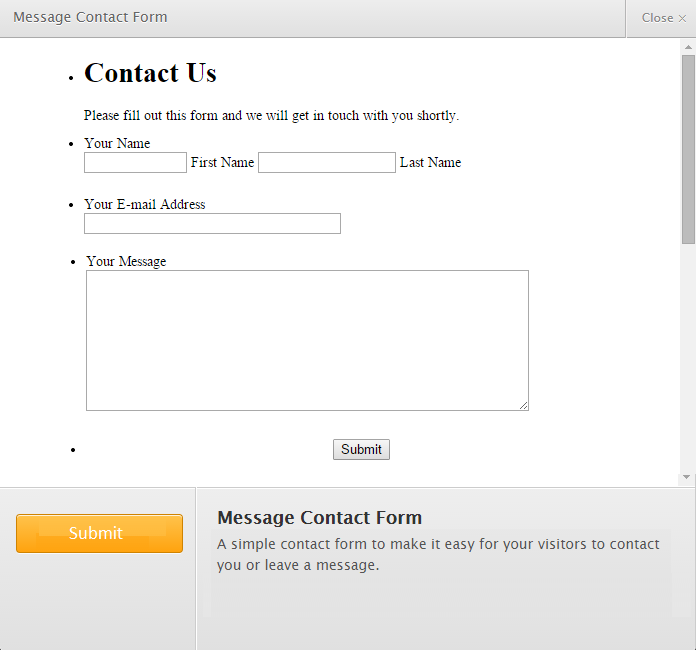 Message Contact Form
Close ×
Contact Us
Please fill out this form and we will get in touch with you shortly.
Your Name
First Name Last Name
Your E-mail Address
Your Message
Submit
Submit
Message Contact Form
A simple contact form to make it easy for your visitors to contact
you or leave a message.